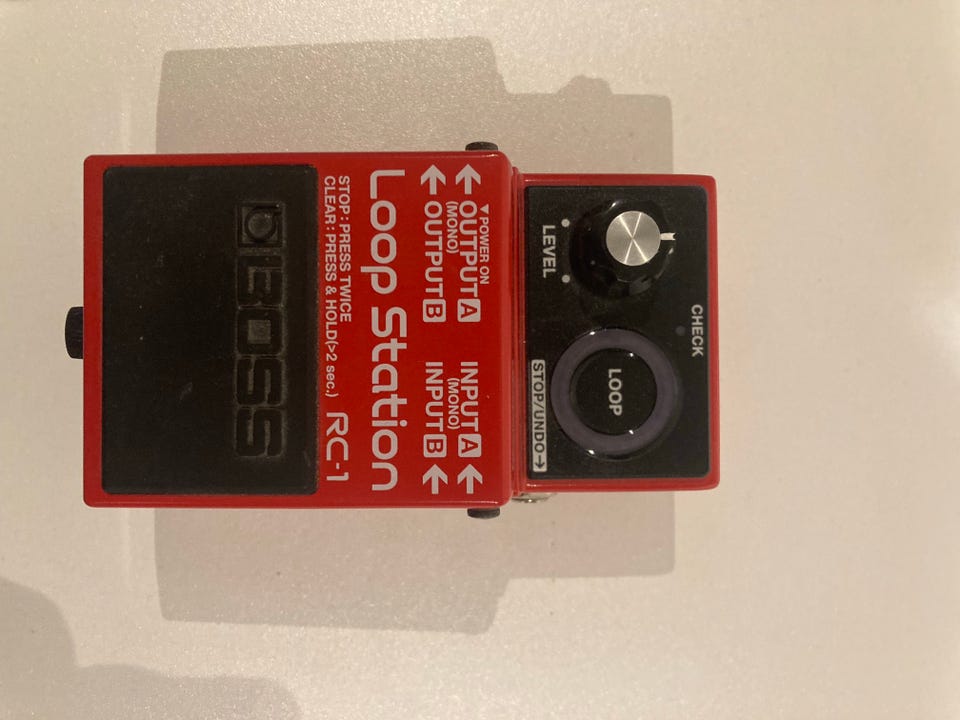 CHECK
LEVEL
LOOP
STOP/UNDO→
▼POWER ON
←OUTPUT A INPUT A←
(MONO) (MONO)
←OUTPUT B INPUT B←
Loop Station
STOP : PRESS TWICE
CLEAR : PRESS & HOLD(>2 sec.) RC-1
BOSS